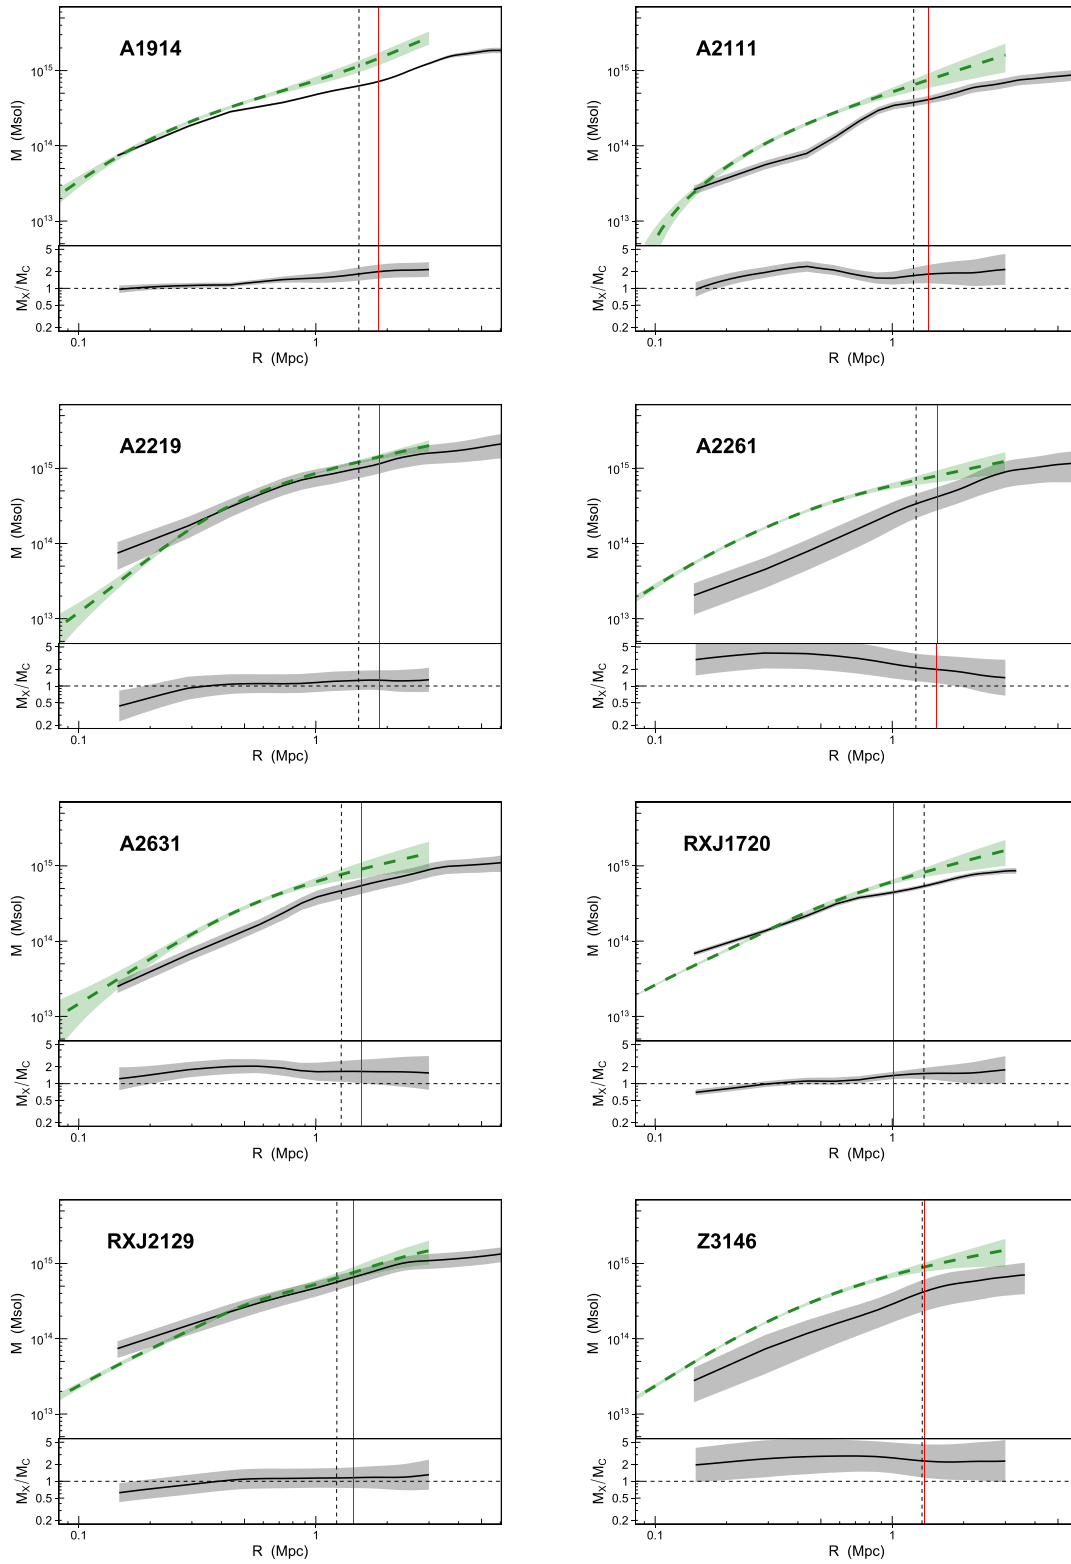 A1914
10^15
10^14
10^13
M (Msol)
5
2
1
0.5
0.2
M_X/M_C
0.1
1
R (Mpc)
A2111
10^15
10^14
10^13
M (Msol)
5
2
1
0.5
0.2
M_X/M_C
0.1
1
R (Mpc)
A2219
10^15
10^14
10^13
M (Msol)
5
2
1
0.5
0.2
M_X/M_C
0.1
1
R (Mpc)
A2261
10^15
10^14
10^13
M (Msol)
5
2
1
0.5
0.2
M_X/M_C
0.1
1
R (Mpc)
A2631
10^15
10^14
10^13
M (Msol)
5
2
1
0.5
0.2
M_X/M_C
0.1
1
R (Mpc)
RXJ1720
10^15
10^14
10^13
M (Msol)
5
2
1
0.5
0.2
M_X/M_C
0.1
1
R (Mpc)
RXJ2129
10^15
10^14
10^13
M (Msol)
5
2
1
0.5
0.2
M_X/M_C
0.1
1
R (Mpc)
Z3146
10^15
10^14
10^13
M (Msol)
5
2
1
0.5
0.2
M_X/M_C
0.1
1
R (Mpc)